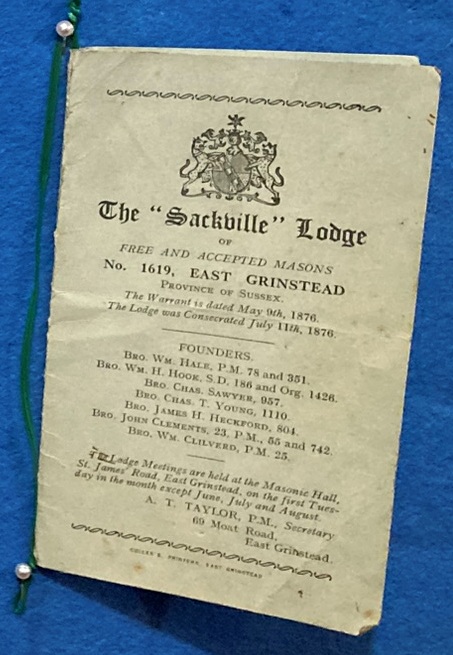 The "Sackville" Lodge
OF
FREE AND ACCEPTED MASONS
No. 1619, EAST GRINSTEAD
PROVINCE OF SUSSEX.
The Warrant is dated May 9th, 1876.
The Lodge was Consecrated July 11th, 1876.
FOUNDERS.
BRO. WM. HALE, P.M. 78 and 351.
BRO. WM. H. HOOK, S.D. 186 and Org. 1426.
BRO. CHAS. SAWYER, 957.
BRO. CHAS. T. YOUNG, 1110.
BRO. JAMES H. HECKFORD, 804.
BRO. JOHN CLEMENTS, 23, P.M., 55 and 742.
BRO. WM. CLILVERD, P.M. 25.
The Lodge Meetings are held at the Masonic Hall,
St. James' Road, East Grinstead, on the first Tues-
day in the month except June, July and August.
A. T. TAYLOR, P.M., Secretary
69 Moat Road,
East Grinstead.
PRINTERS, EAST GRINSTEAD